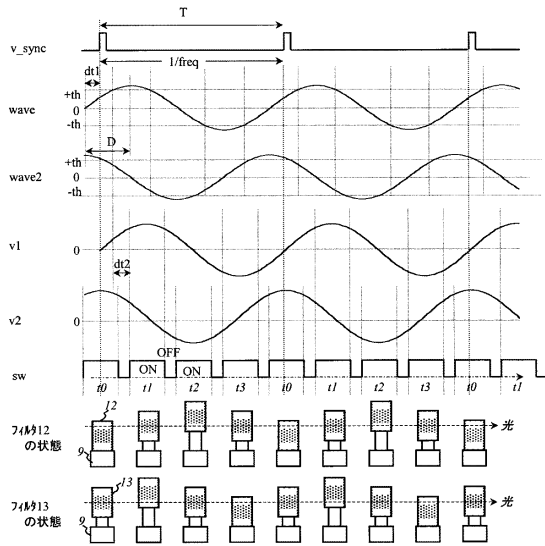 T
v_sync
1/freq
dt1
+th
wave
0
-th
D
+th
wave2
0
-th
v1
0
dt2
v2
0
OFF
ON
ON
sw
t0
t1
t2
t3
t0
t1
t2
t3
t0
t1
12
フィルタ12
の状態
光
9
13
フィルタ13
の状態
光
9